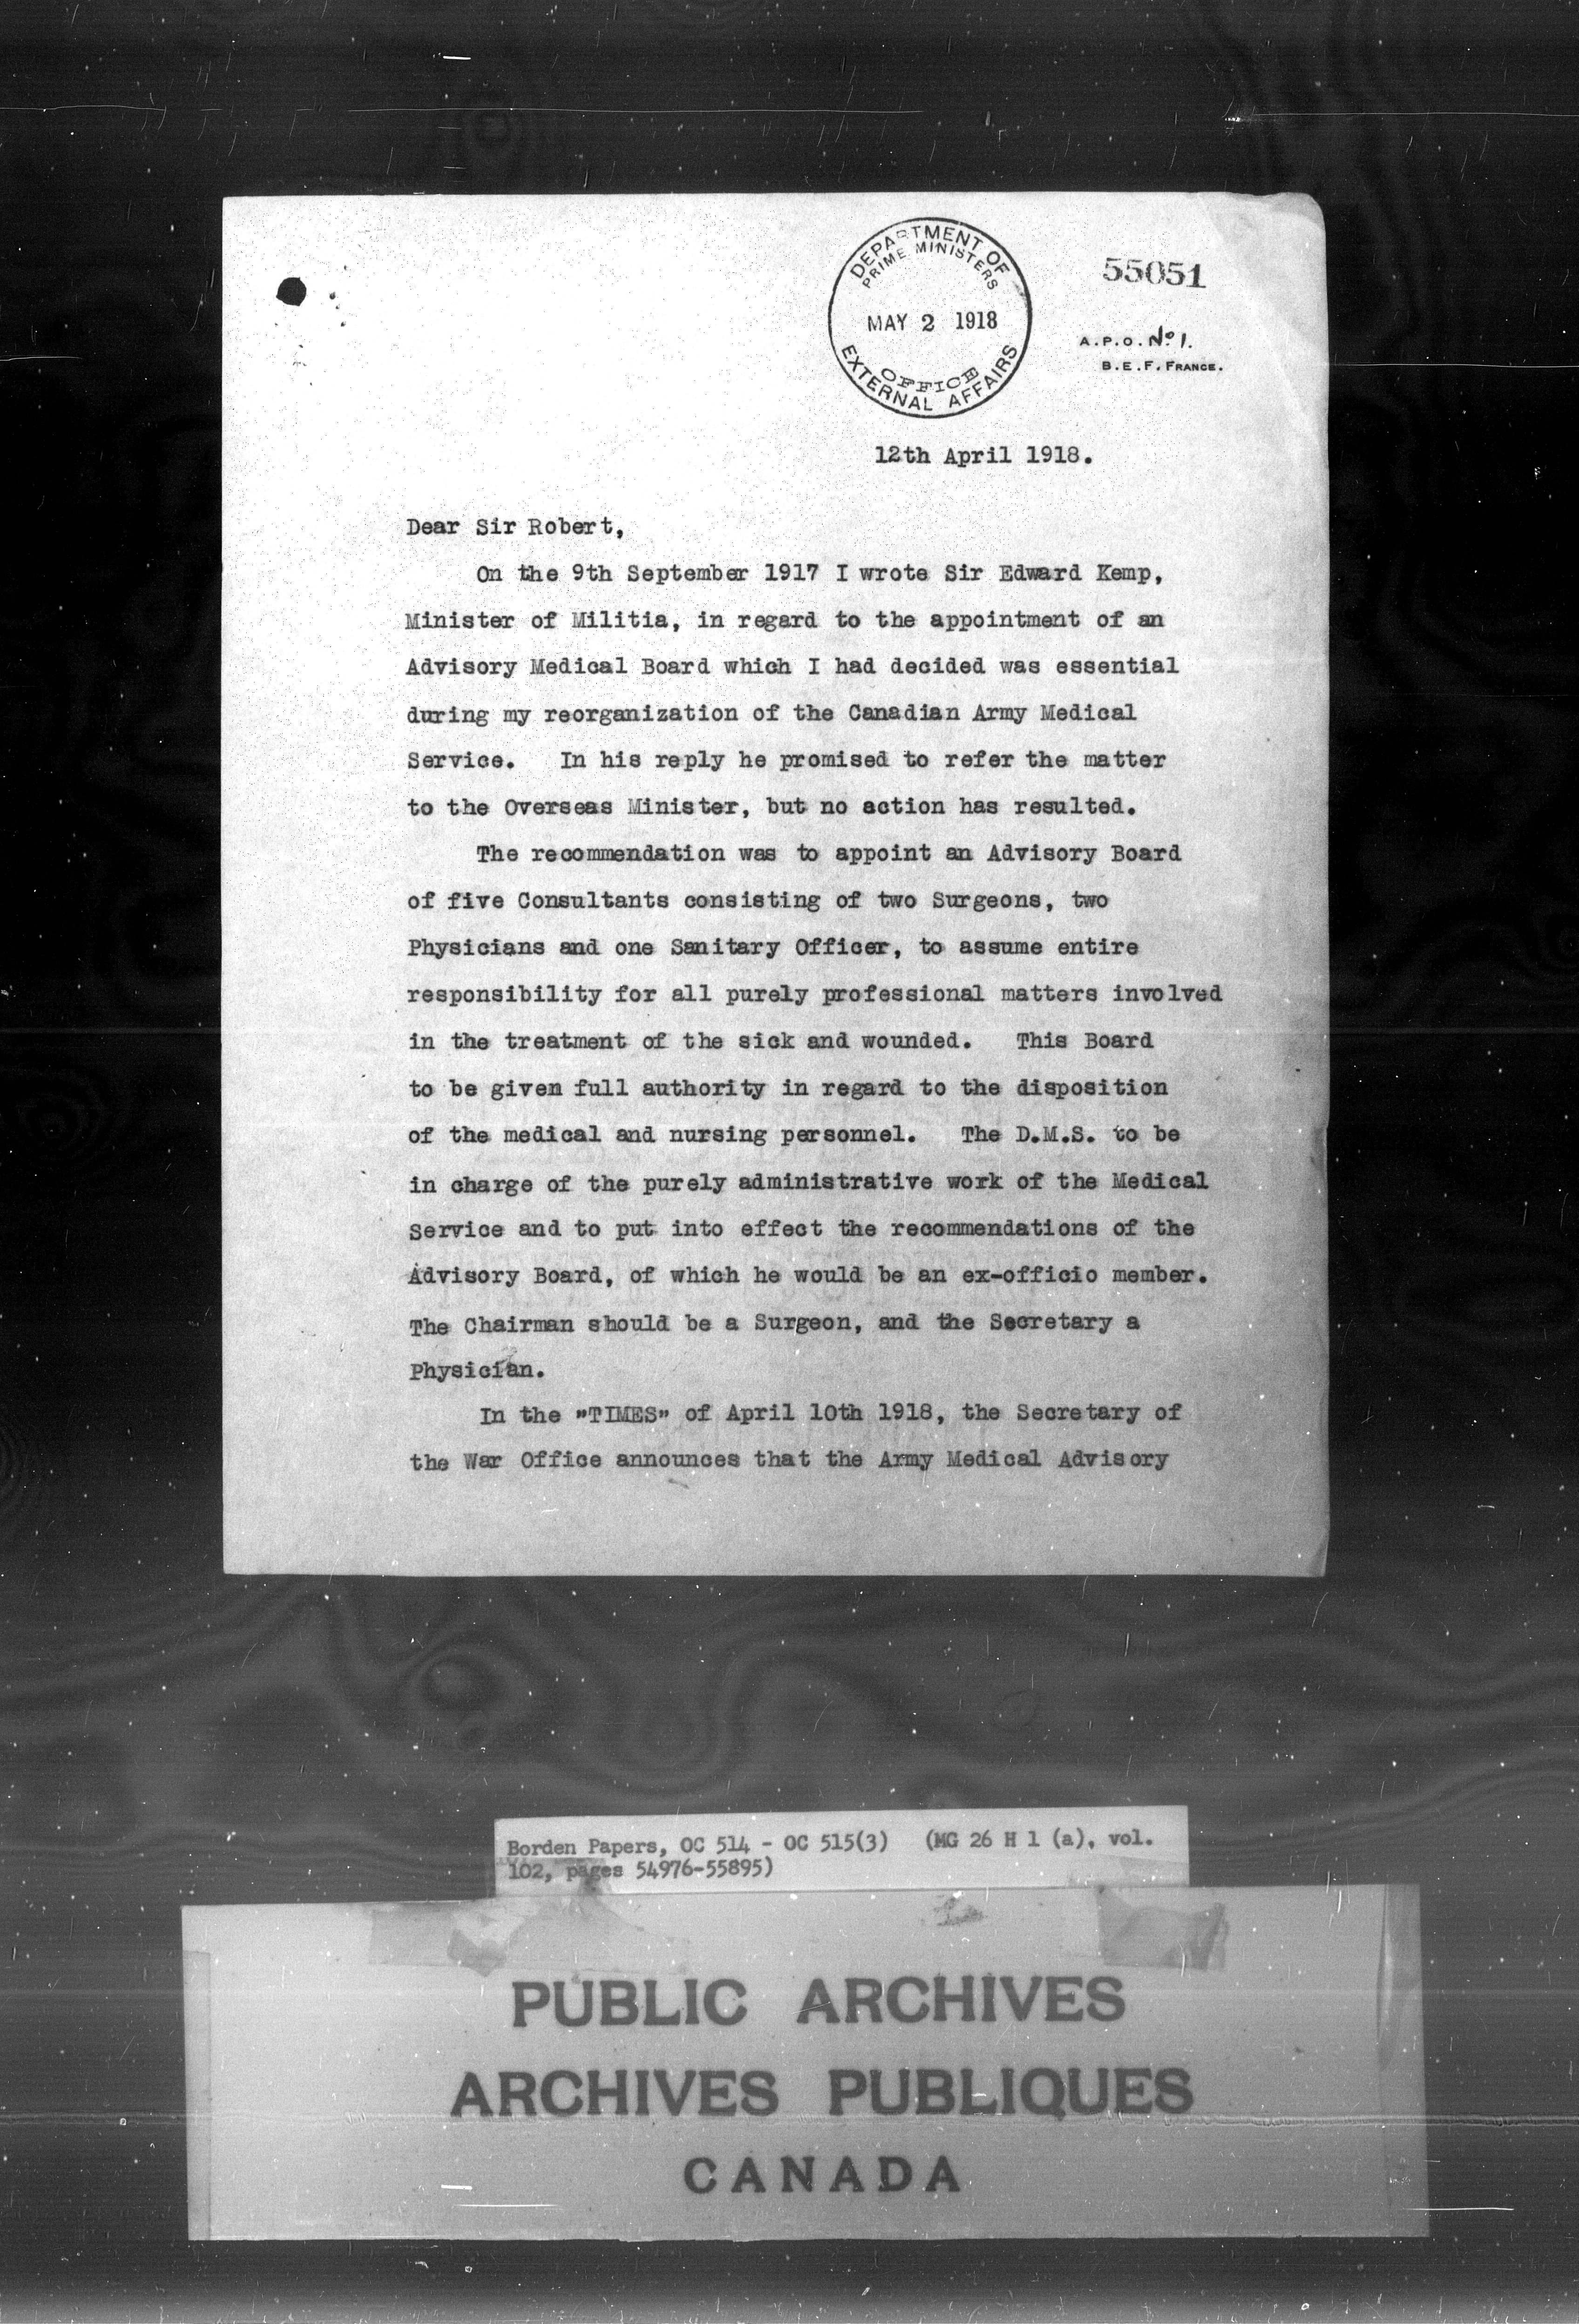 DEPARTMENT OF
PRIME MINISTERS
MAY 2 1918
OFFICE
EXTERNAL AFFAIRS
55051
A.P.O. No 1.
B.E.F. FRANCE.
12th April 1918.
Dear Sir Robert,
On the 9th September 1917 I wrote Sir Edward Kemp,
Minister of Militia, in regard to the appointment of an
Advisory Medical Board which I had decided was essential
during my reorganization of the Canadian Army Medical
Service. In his reply he promised to refer the matter
to the Overseas Minister, but no action has resulted.
The recommendation was to appoint an Advisory Board
of five Consultants consisting of two Surgeons, two
Physicians and one Sanitary Officer, to assume entire
responsibility for all purely professional matters involved
in the treatment of the sick and wounded. This Board
to be given full authority in regard to the disposition
of the medical and nursing personnel. The D.M.S. to be
in charge of the purely administrative work of the Medical
Service and to put into effect the recommendations of the
Advisory Board, of which he would be an ex-officio member.
The Chairman should be a Surgeon, and the Secretary a
Physician.
In the "TIMES" of April 10th 1918, the Secretary of
the War Office announces that the Army Medical Advisory
Borden Papers, OC 514 - OC 515(3) (MG 26 H 1 (a), vol.
102, pages 54976-55895)
PUBLIC ARCHIVES
ARCHIVES PUBLIQUES
CANADA